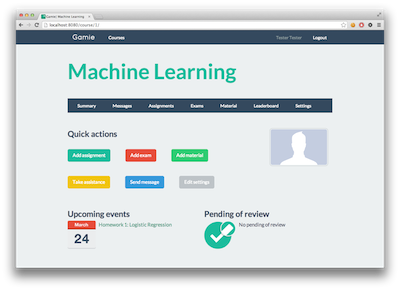 Gamie| Machine Learning
localhost:8080/course/1/
Gamie Courses Tester Tester Logout
Machine Learning
Summary Messages Assignments Exams Material Leaderboard Settings
Quick actions
Add assignment Add exam Add material
Take assistance Send message Edit settings
Upcoming events
March
24
Homework 1: Logistic Regression
Pending of review
No pending of review